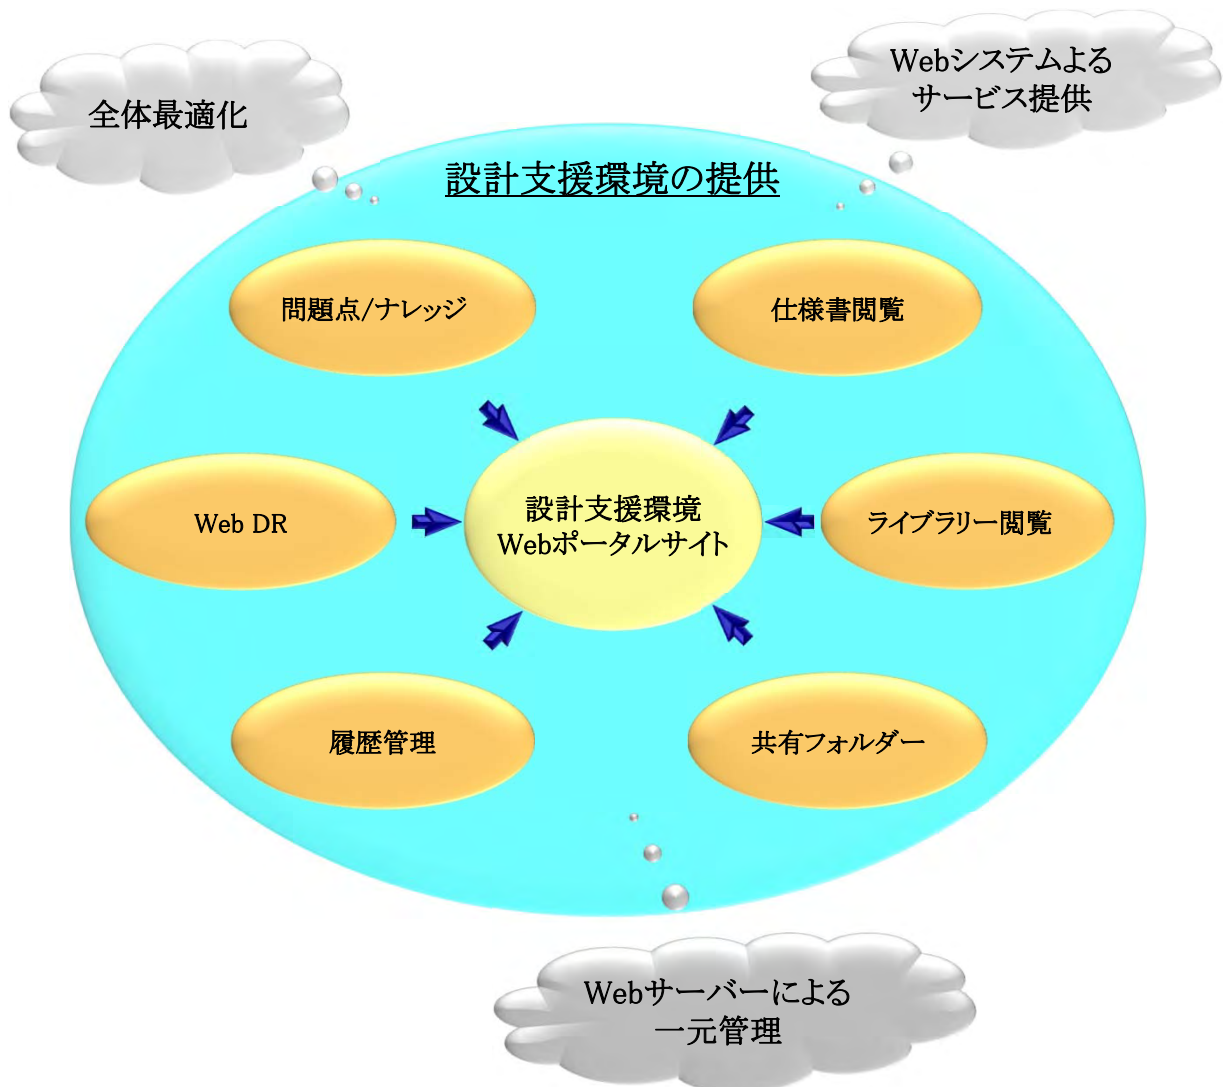 全体最適化
Webシステムよる
サービス提供
設計支援環境の提供
問題点/ナレッジ
仕様書閲覧
Web DR
設計支援環境
Webポータルサイト
ライブラリー閲覧
履歴管理
共有フォルダー
Webサーバーによる
一元管理